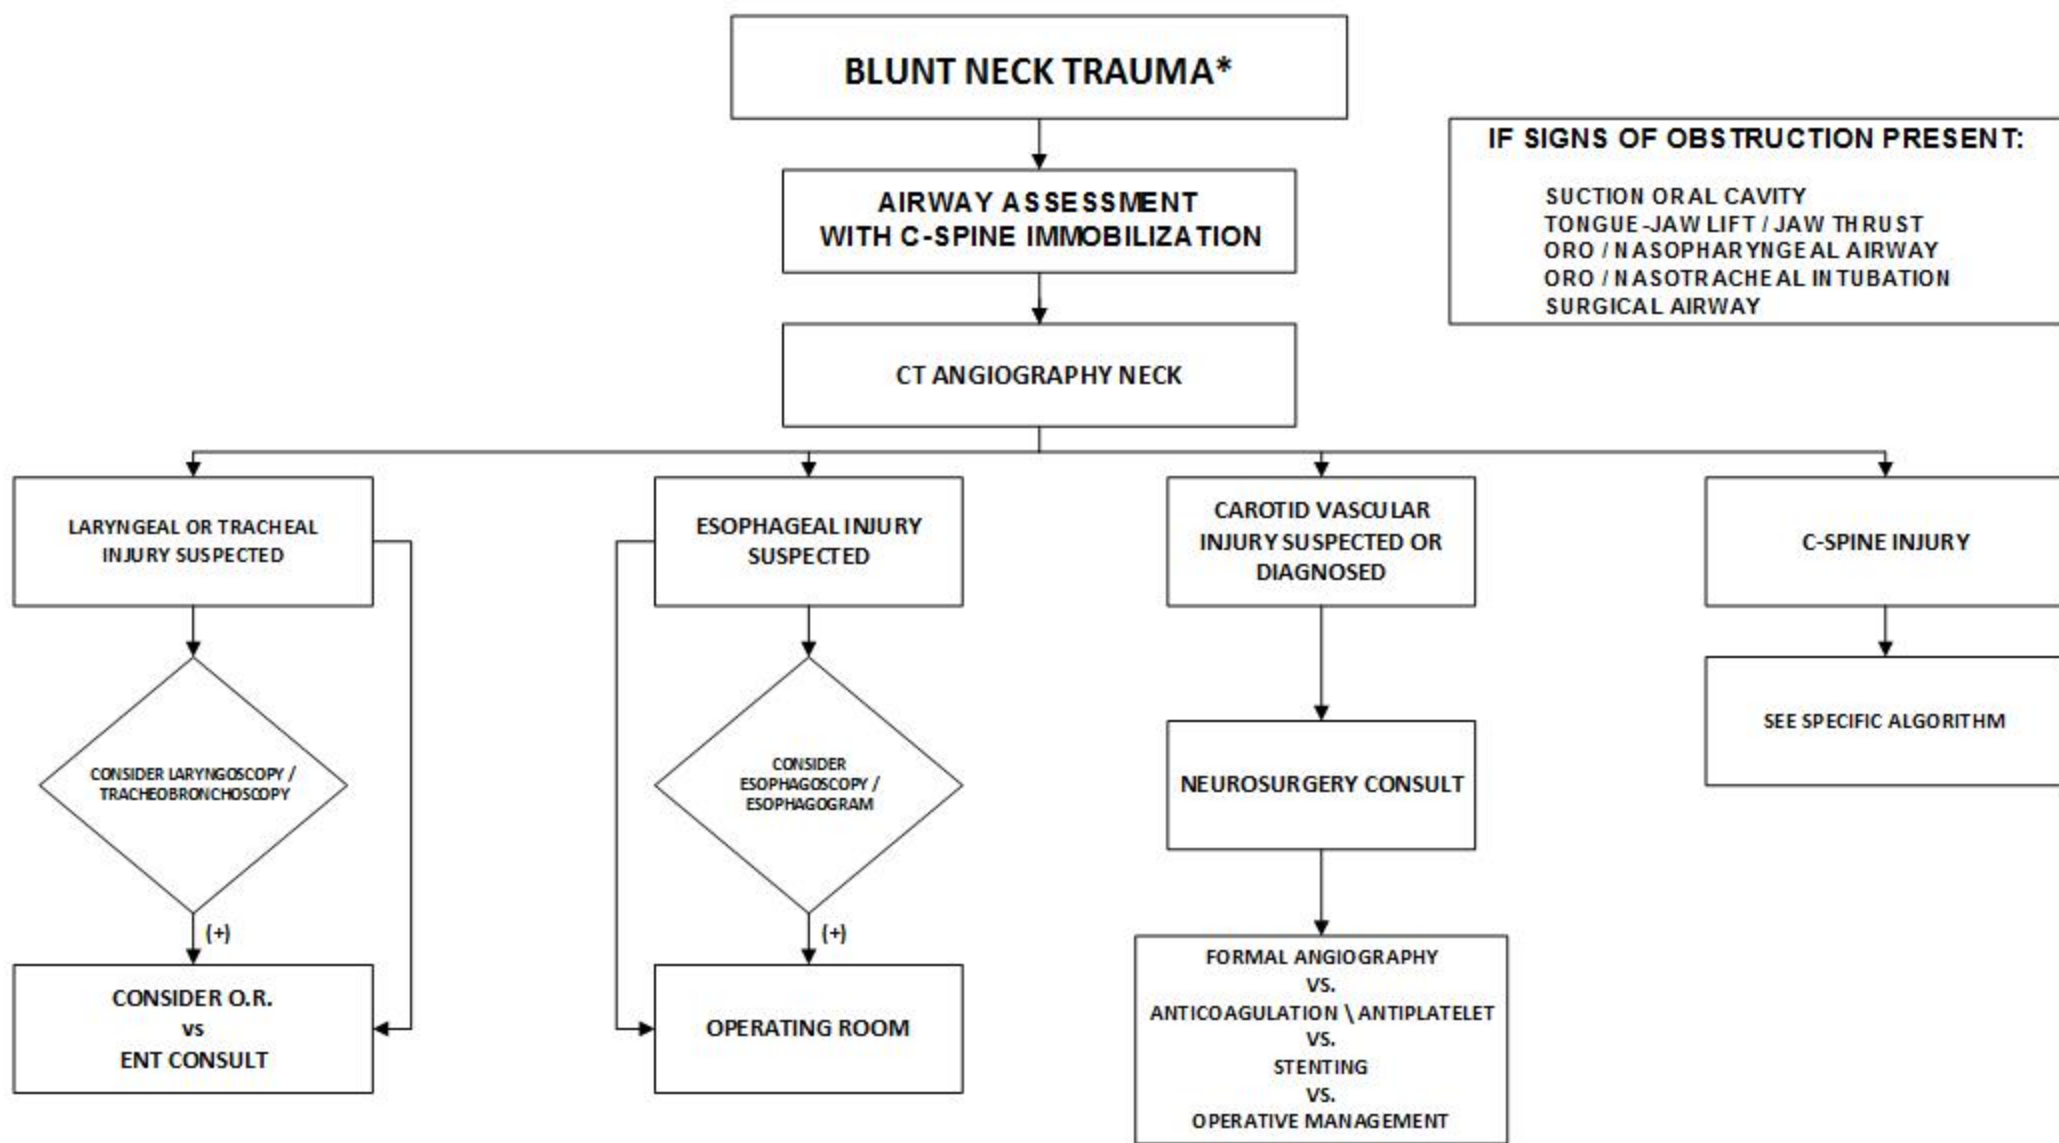 BLUNT NECK TRAUMA*
IF SIGNS OF OBSTRUCTION PRESENT:
SUCTION ORAL CAVITY
TONGUE-JAW LIFT / JAW THRUST
ORO / NASOPHARYNGEAL AIRWAY
ORO / NASOTRACHEAL INTUBATION
SURGICAL AIRWAY
AIRWAY ASSESSMENT
WITH C-SPINE IMMOBILIZATION
CT ANGIOGRAPHY NECK
LARYNGEAL OR TRACHEAL
INJURY SUSPECTED
ESOPHAGEAL INJURY
SUSPECTED
CAROTID VASCULAR
INJURY SUSPECTED OR
DIAGNOSED
C-SPINE INJURY
CONSIDER LARYNGOSCOPY /
TRACHEOBRONCHOSCOPY
CONSIDER
ESOPHAGOSCOPY /
ESOPHAGOGRAM
NEUROSURGERY CONSULT
SEE SPECIFIC ALGORITHM
(+)
(+)
CONSIDER O.R.
vs
ENT CONSULT
OPERATING ROOM
FORMAL ANGIOGRAPHY
VS.
ANTICOAGULATION \ ANTIPLATELET
VS.
STENTING
VS.
OPERATIVE MANAGEMENT